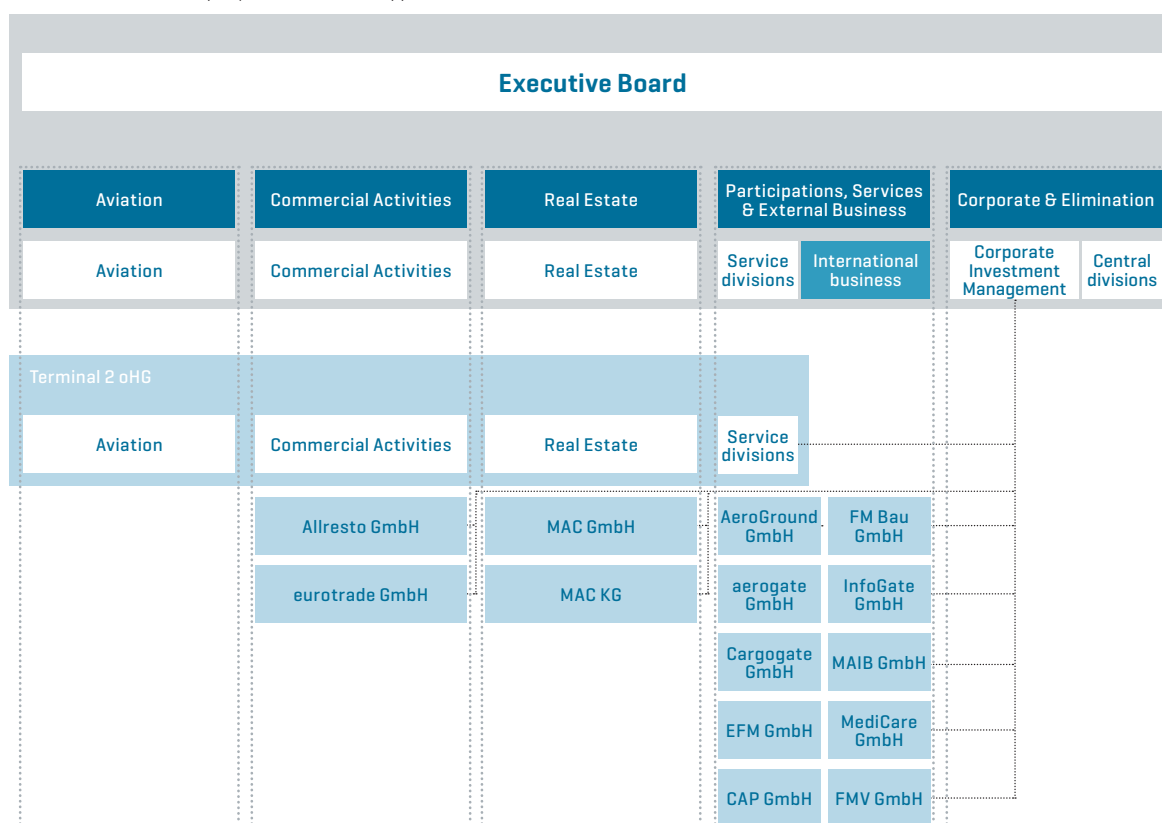 Executive Board
Aviation
Commercial Activities
Real Estate
Participations, Services
& External Business
Corporate & Elimination
Aviation
Commercial Activities
Real Estate
Service
divisions
International
business
Corporate
Investment
Management
Central
divisions
Terminal 2 oHG
Aviation
Commercial Activities
Real Estate
Service
divisions
Allresto GmbH
MAC GmbH
AeroGround
GmbH
FM Bau
GmbH
eurotrade GmbH
MAC KG
aerogate
GmbH
InfoGate
GmbH
Cargogate
GmbH
MAIB GmbH
EFM GmbH
MediCare
GmbH
CAP GmbH
FMV GmbH